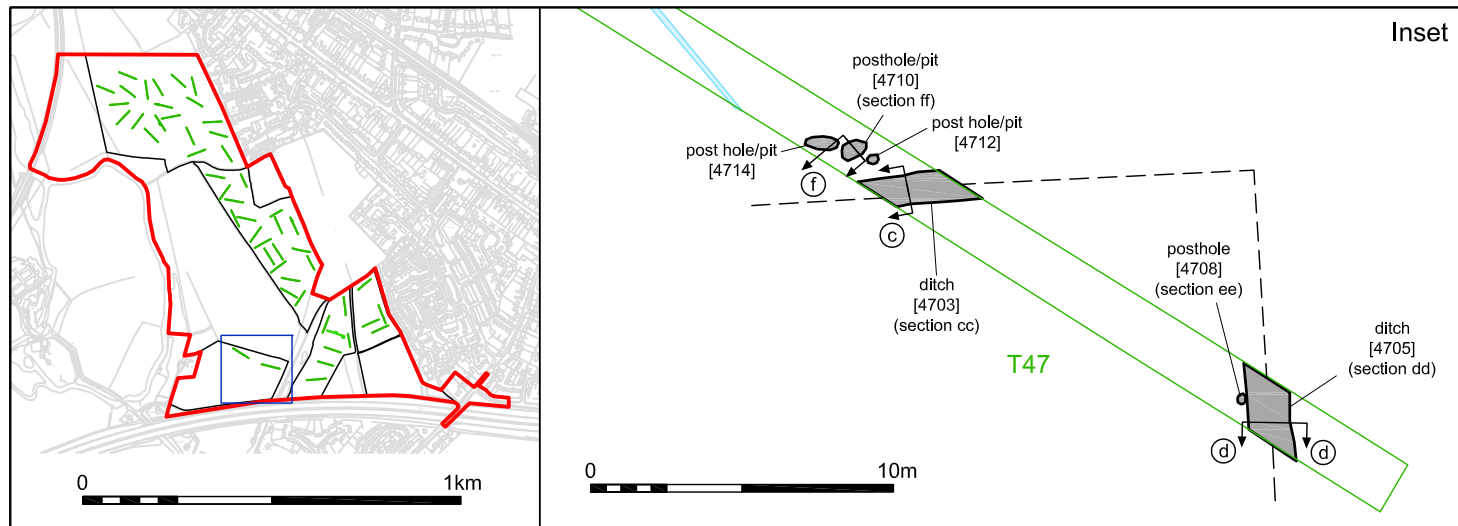 Inset
posthole/pit
[4710]
(section ff)
post hole/pit
[4712]
post hole/pit
[4714]
f
c
ditch
[4703]
(section cc)
posthole
[4708]
(section ee)
ditch
[4705]
(section dd)
T47
d
d
0
1km
0
10m